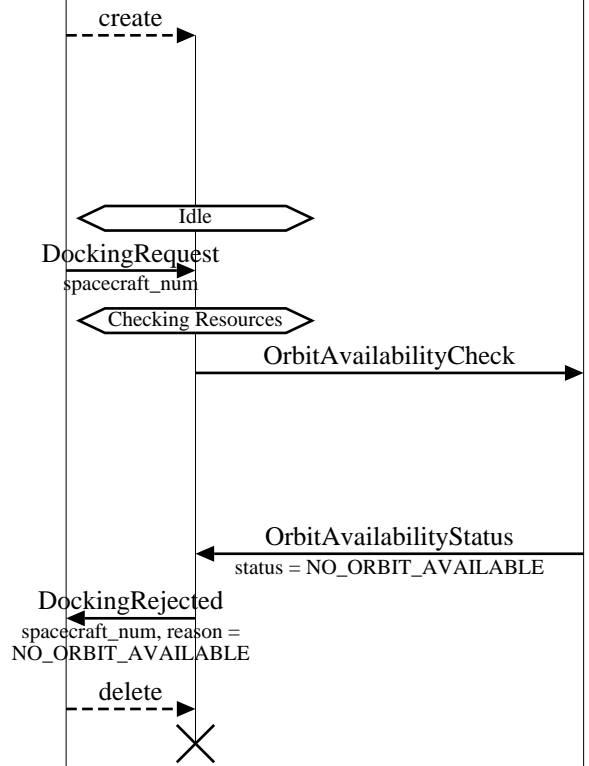 create
Idle
DockingRequest
spacecraft_num
Checking Resources
OrbitAvailabilityCheck
OrbitAvailabilityStatus
status = NO_ORBIT_AVAILABLE
DockingRejected
spacecraft_num, reason =
NO_ORBIT_AVAILABLE
delete